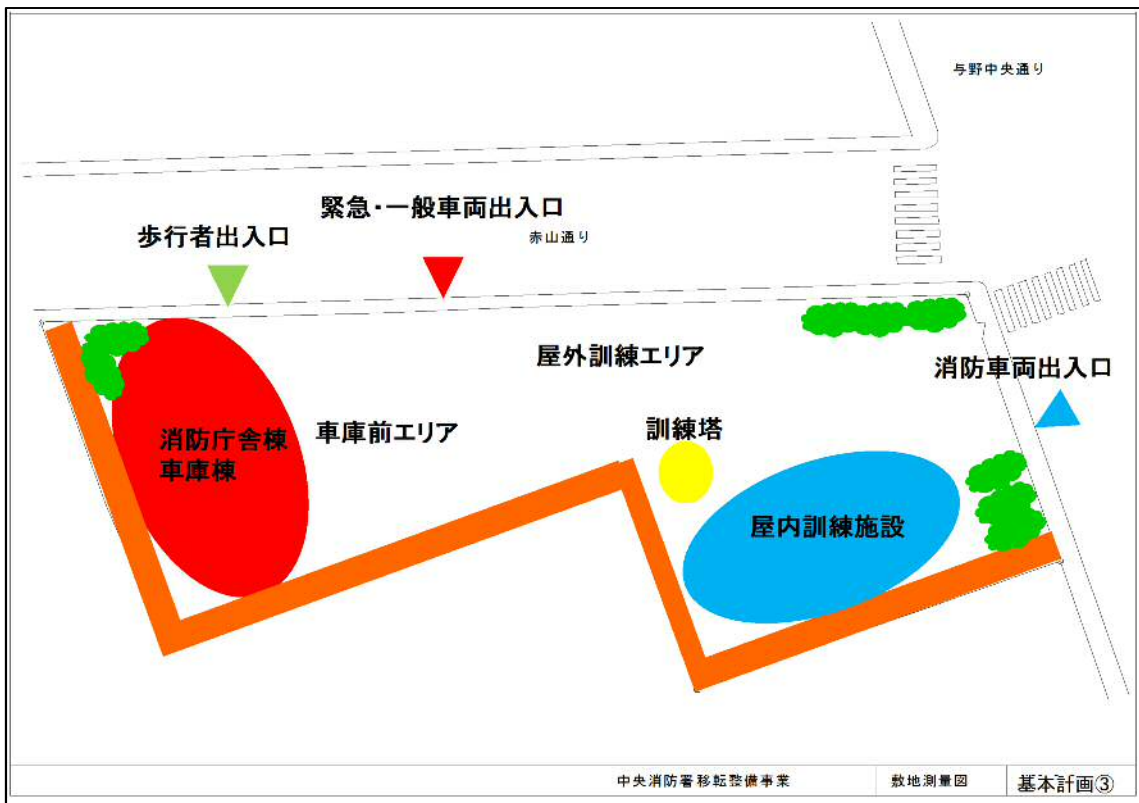 与野中央通り
緊急・一般車両出入口
歩行者出入口
赤山通り
屋外訓練エリア
消防車両出入口
消防庁舎棟
車庫棟
車庫前エリア
訓練塔
屋内訓練施設
中央消防署移転整備事業
敷地測量図
基本計画③